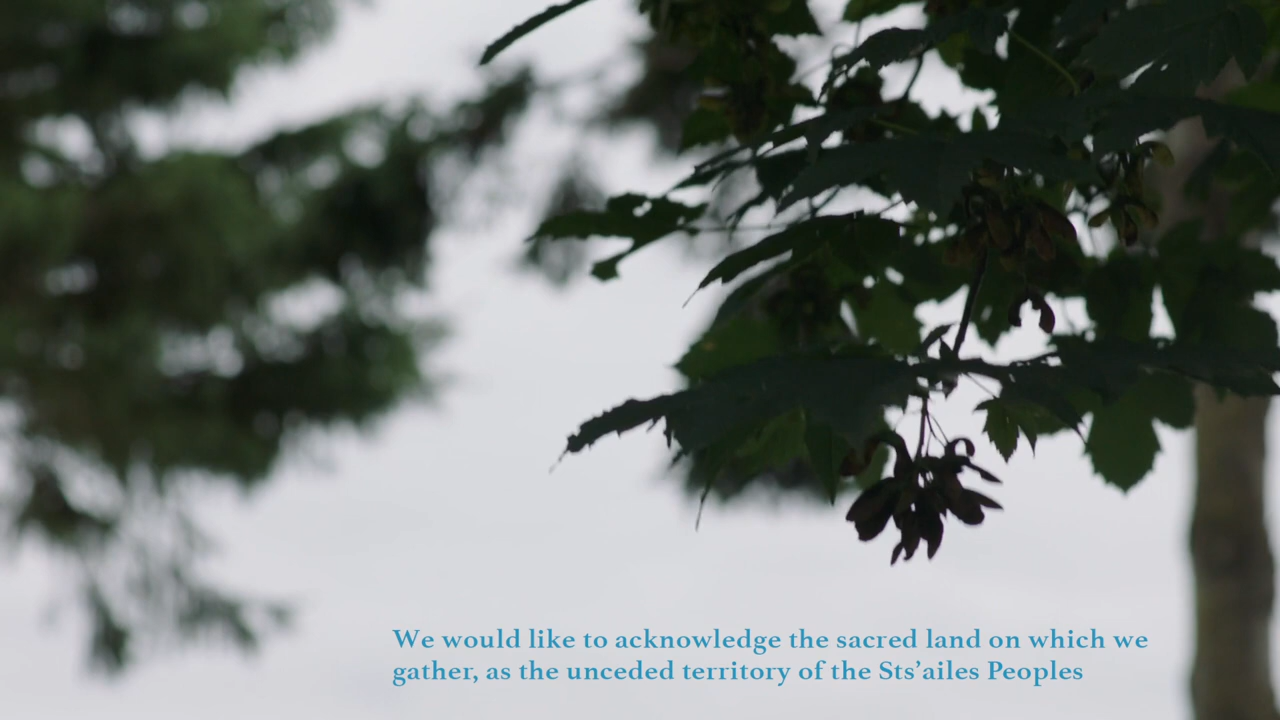 We would like to acknowledge the sacred land on which we
gather, as the unceded territory of the Sts’ailes Peoples